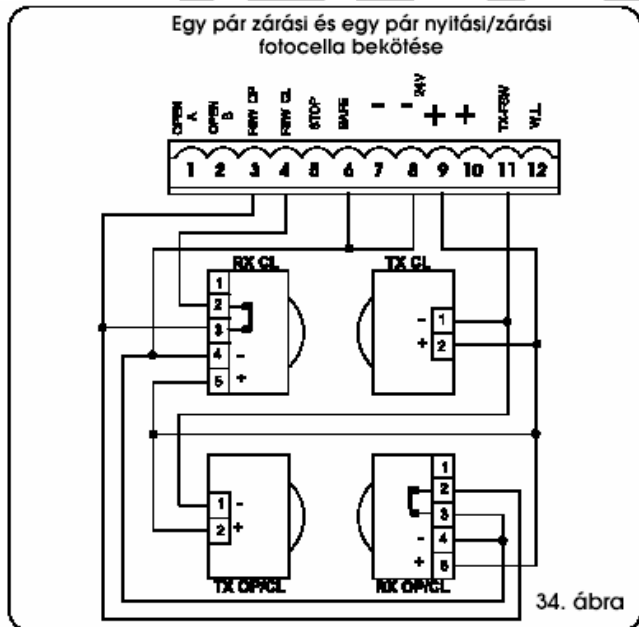 Egy pár zárási és egy pár nyitási/zárási
fotocella bekötése
OPEN A
OPEN B
FSW OP
FSW CL
STOP
SAFE
-
-
24V
+
+
TX-FSW
W.L.
1 2 3 4 5 6 7 8 9 10 11 12
RX CL
TX CL
1
2
3
4 -
5 +
- 1
+ 2
1 -
2 +
1
2
3
- 4
+ 5
TX OP/CL
RX OP/CL
34. ábra